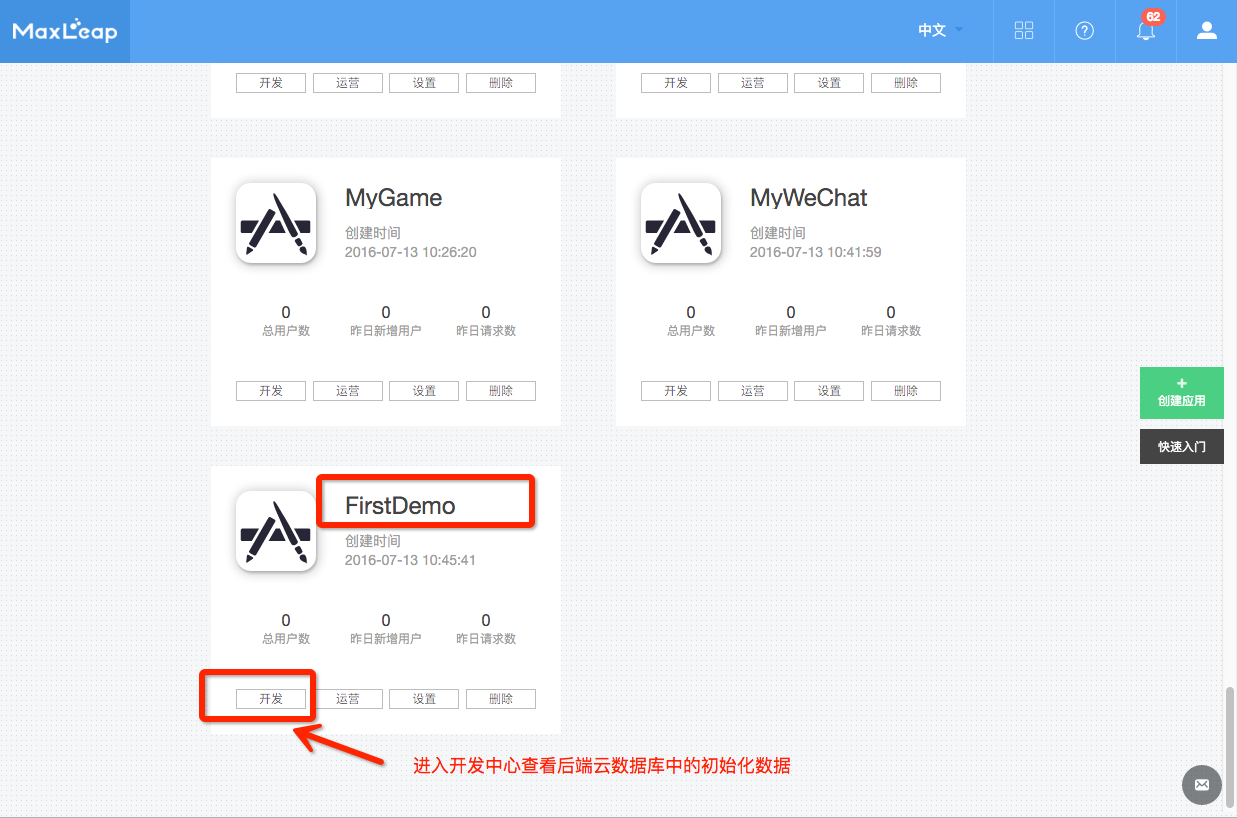 MaxLeap
中文
62
开发 运营 设置 删除
开发 运营 设置 删除
MyGame
创建时间
2016-07-13 10:26:20
0 0 0
总用户数 昨日新增用户 昨日请求数
开发 运营 设置 删除
MyWeChat
创建时间
2016-07-13 10:41:59
0 0 0
总用户数 昨日新增用户 昨日请求数
开发 运营 设置 删除
创建应用
快速入门
FirstDemo
创建时间
2016-07-13 10:45:41
0 0 0
总用户数 昨日新增用户 昨日请求数
开发 运营 设置 删除
进入开发中心查看后端云数据库中的初始化数据